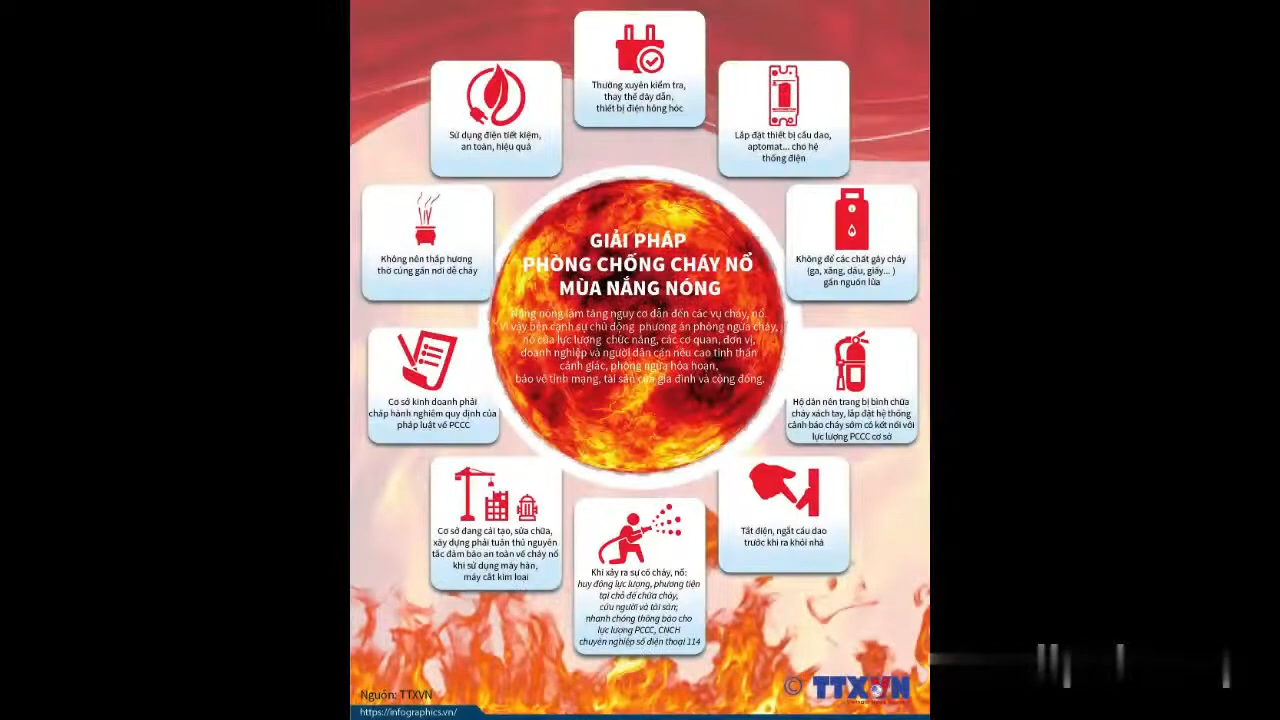 Thường xuyên kiểm tra,
thay thế dây dẫn,
thiết bị điện hỏng hóc
Sử dụng điện tiết kiệm,
an toàn, hiệu quả
Lắp đặt thiết bị cầu dao,
aptomat... cho hệ
thống điện
Không nên thắp hương
thờ cúng gần nơi dễ cháy
Không để các chất gây cháy
(ga, xăng, dầu, giấy... )
gần nguồn lửa
GIẢI PHÁP
PHÒNG CHỐNG CHÁY NỔ
MÙA NẮNG NÓNG
Nắng nóng làm tăng nguy cơ dẫn đến các vụ cháy, nổ.
Vì vậy bên cạnh sự chủ động phương án phòng ngừa cháy,
nổ của lực lượng chức năng, các cơ quan, đơn vị,
doanh nghiệp và người dân cần nêu cao tinh thần
cảnh giác, phòng ngừa hỏa hoạn,
bảo vệ tính mạng, tài sản của gia đình và cộng đồng.
Cơ sở kinh doanh phải
chấp hành nghiêm quy định của
pháp luật về PCCC
Hộ dân nên trang bị bình chữa
cháy xách tay, lắp đặt hệ thống
cảnh báo cháy sớm có kết nối với
lực lượng PCCC cơ sở
Cơ sở đang cải tạo, sửa chữa,
xây dựng phải tuân thủ nguyên
tắc đảm bảo an toàn về cháy nổ
khi sử dụng máy hàn,
máy cắt kim loại
Tắt điện, ngắt cầu dao
trước khi ra khỏi nhà
Khi xảy ra sự cố cháy, nổ:
huy động lực lượng, phương tiện
tại chỗ để chữa cháy,
cứu người và tài sản;
nhanh chóng thông báo cho
lực lượng PCCC, CNCH
chuyên nghiệp số điện thoại 114
Nguồn: TTXVN
© TTXVN
https://infographics.vn/